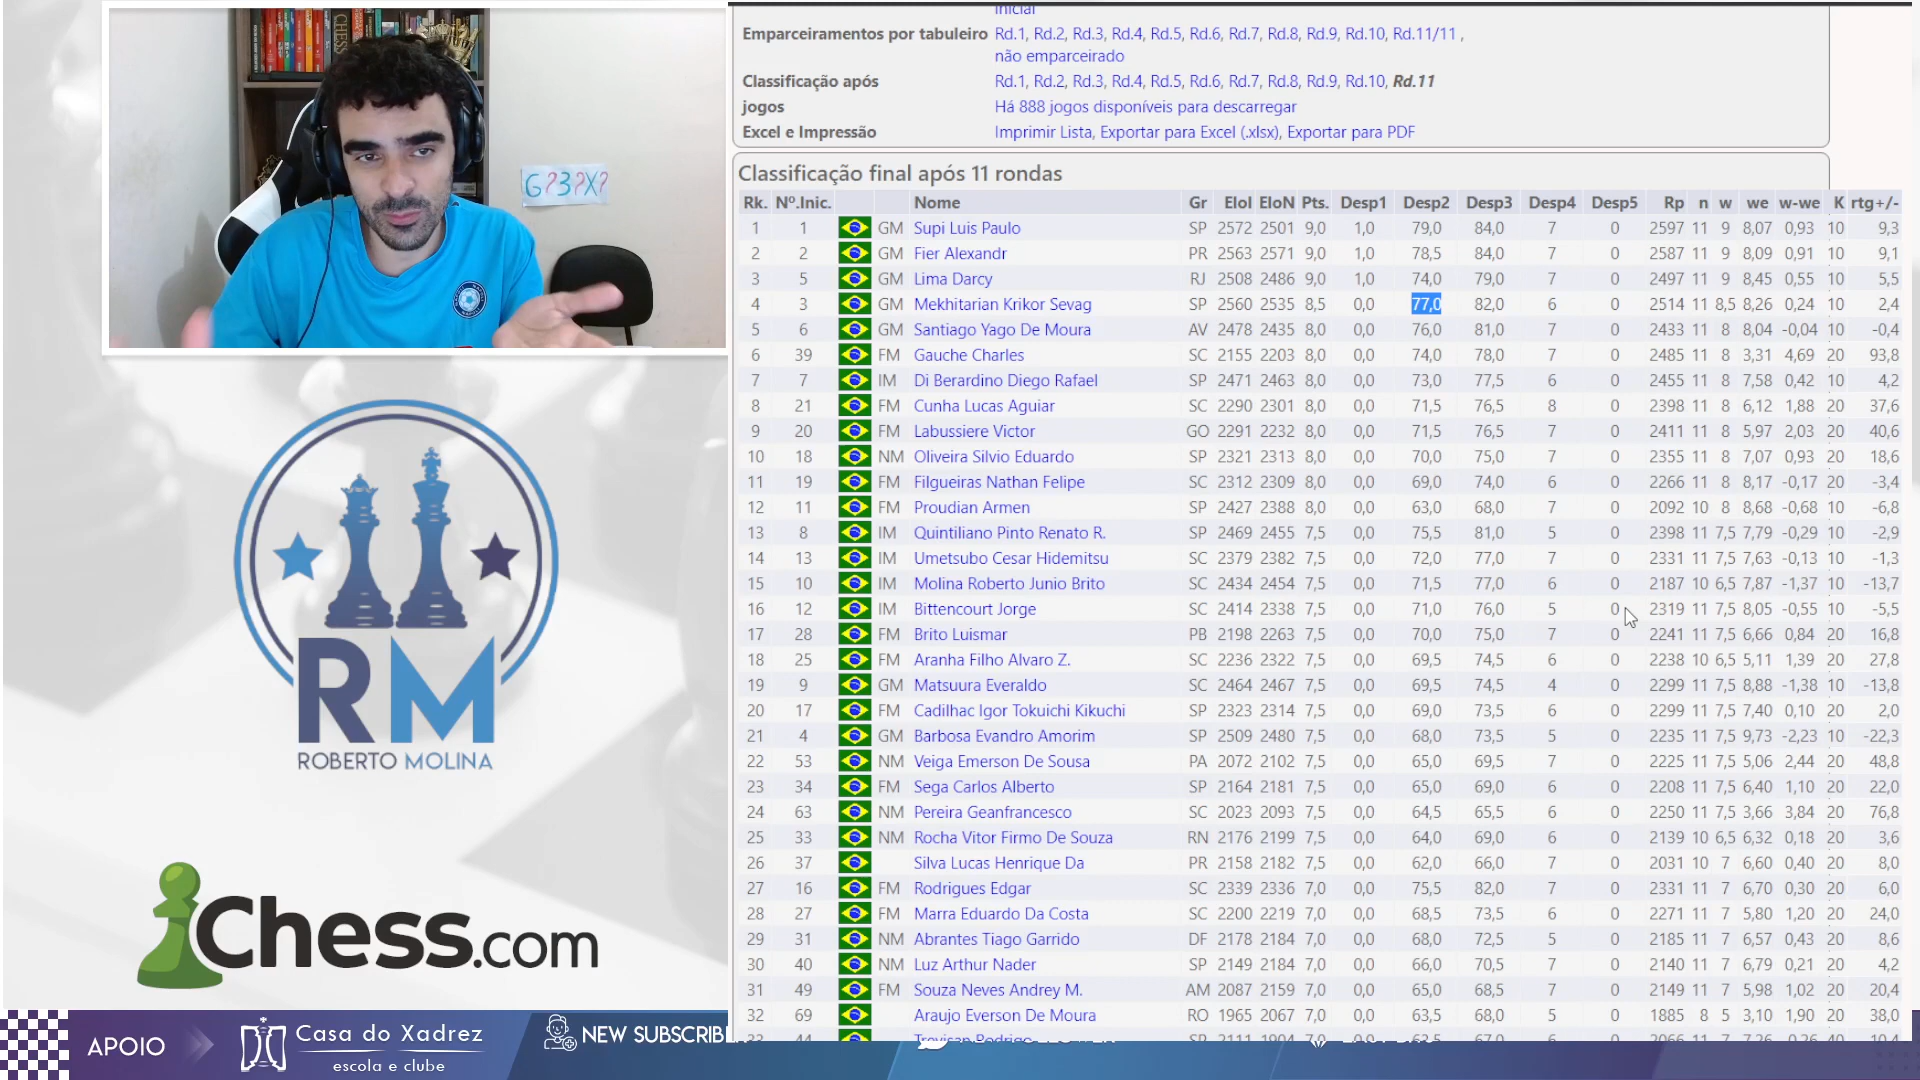 CHESS
G?3?X?
RM
ROBERTO MOLINA
Chess.com
APOIO
Casa do Xadrez
escola e clube
NEW SUBSCRIB
inicial
Emparceiramentos por tabuleiro Rd.1, Rd.2, Rd.3, Rd.4, Rd.5, Rd.6, Rd.7, Rd.8, Rd.9, Rd.10, Rd.11/11 ,
não emparceirado
Classificação após Rd.1, Rd.2, Rd.3, Rd.4, Rd.5, Rd.6, Rd.7, Rd.8, Rd.9, Rd.10, Rd.11
jogos Há 888 jogos disponíveis para descarregar
Excel e Impressão Imprimir Lista, Exportar para Excel (.xlsx), Exportar para PDF
Classificação final após 11 rondas
Rk. Nº.Inic. Nome Gr EloI EloN Pts. Desp1 Desp2 Desp3 Desp4 Desp5 Rp n w we w-we K rtg+/-
1 1 GM Supi Luis Paulo SP 2572 2501 9,0 1,0 79,0 84,0 7 0 2597 11 9 8,07 0,93 10 9,3
2 2 GM Fier Alexandr PR 2563 2571 9,0 1,0 78,5 84,0 7 0 2587 11 9 8,09 0,91 10 9,1
3 5 GM Lima Darcy RJ 2508 2486 9,0 1,0 74,0 79,0 7 0 2497 11 9 8,45 0,55 10 5,5
4 3 GM Mekhitarian Krikor Sevag SP 2560 2535 8,5 0,0 77,0 82,0 6 0 2514 11 8,5 8,26 0,24 10 2,4
5 6 GM Santiago Yago De Moura AV 2478 2435 8,0 0,0 76,0 81,0 7 0 2433 11 8 8,04 -0,04 10 -0,4
6 39 FM Gauche Charles SC 2155 2203 8,0 0,0 74,0 78,0 7 0 2485 11 8 3,31 4,69 20 93,8
7 7 IM Di Berardino Diego Rafael SP 2471 2463 8,0 0,0 73,0 77,5 6 0 2455 11 8 7,58 0,42 10 4,2
8 21 FM Cunha Lucas Aguiar SC 2290 2301 8,0 0,0 71,5 76,5 8 0 2398 11 8 6,12 1,88 20 37,6
9 20 FM Labussiere Victor GO 2291 2232 8,0 0,0 71,5 76,5 7 0 2411 11 8 5,97 2,03 20 40,6
10 18 NM Oliveira Silvio Eduardo SP 2321 2313 8,0 0,0 70,0 75,0 7 0 2355 11 8 7,07 0,93 20 18,6
11 19 FM Filgueiras Nathan Felipe SC 2312 2309 8,0 0,0 69,0 74,0 6 0 2266 11 8 8,17 -0,17 20 -3,4
12 11 FM Proudian Armen SP 2427 2388 8,0 0,0 63,0 68,0 7 0 2092 10 8 8,68 -0,68 10 -6,8
13 8 IM Quintiliano Pinto Renato R. SP 2469 2455 7,5 0,0 75,5 81,0 5 0 2398 11 7,5 7,79 -0,29 10 -2,9
14 13 IM Umetsubo Cesar Hidemitsu SC 2379 2382 7,5 0,0 72,0 77,0 7 0 2331 11 7,5 7,63 -0,13 10 -1,3
15 10 IM Molina Roberto Junio Brito SC 2434 2454 7,5 0,0 71,5 77,0 6 0 2187 10 6,5 7,87 -1,37 10 -13,7
16 12 IM Bittencourt Jorge SC 2414 2338 7,5 0,0 71,0 76,0 5 0 2319 11 7,5 8,05 -0,55 10 -5,5
17 28 FM Brito Luismar PB 2198 2263 7,5 0,0 70,0 75,0 7 0 2241 11 7,5 6,66 0,84 20 16,8
18 25 FM Aranha Filho Alvaro Z. SC 2236 2322 7,5 0,0 69,5 74,5 6 0 2238 10 6,5 5,11 1,39 20 27,8
19 9 GM Matsuura Everaldo SC 2464 2467 7,5 0,0 69,5 74,5 4 0 2299 11 7,5 8,88 -1,38 10 -13,8
20 17 FM Cadilhac Igor Tokuichi Kikuchi SP 2323 2314 7,5 0,0 69,0 73,5 6 0 2299 11 7,5 7,40 0,10 20 2,0
21 4 GM Barbosa Evandro Amorim SP 2509 2480 7,5 0,0 68,0 73,5 5 0 2235 11 7,5 9,73 -2,23 10 -22,3
22 53 NM Veiga Emerson De Sousa PA 2072 2102 7,5 0,0 65,0 69,5 7 0 2225 11 7,5 5,06 2,44 20 48,8
23 34 FM Sega Carlos Alberto SP 2164 2181 7,5 0,0 65,0 69,0 6 0 2208 11 7,5 6,40 1,10 20 22,0
24 63 NM Pereira Geanfrancesco SC 2023 2093 7,5 0,0 64,5 65,5 6 0 2250 11 7,5 3,66 3,84 20 76,8
25 33 NM Rocha Vitor Firmo De Souza RN 2176 2199 7,5 0,0 64,0 69,0 6 0 2139 10 6,5 6,32 0,18 20 3,6
26 37 Silva Lucas Henrique Da PR 2158 2182 7,5 0,0 62,0 66,0 7 0 2031 10 7 6,60 0,40 20 8,0
27 16 FM Rodrigues Edgar SC 2339 2336 7,0 0,0 75,5 82,0 7 0 2331 11 7 6,70 0,30 20 6,0
28 27 FM Marra Eduardo Da Costa SC 2200 2219 7,0 0,0 68,5 73,5 6 0 2271 11 7 5,80 1,20 20 24,0
29 31 NM Abrantes Tiago Garrido DF 2178 2184 7,0 0,0 68,0 72,5 5 0 2185 11 7 6,57 0,43 20 8,6
30 40 NM Luz Arthur Nader SP 2149 2184 7,0 0,0 66,0 70,5 7 0 2140 11 7 6,79 0,21 20 4,2
31 49 FM Souza Neves Andrey M. AM 2087 2159 7,0 0,0 65,0 68,5 7 0 2149 11 7 5,98 1,02 20 20,4
32 69 Araujo Everson De Moura RO 1965 2067 7,0 0,0 63,5 68,0 5 0 1885 8 5 3,10 1,90 20 38,0
33 44 Trevisan Rodrigo SP 2111 1904 7,0 0,0 63,5 67,0 6 0 2066 11 7 7,26 -0,26 40 -10,4